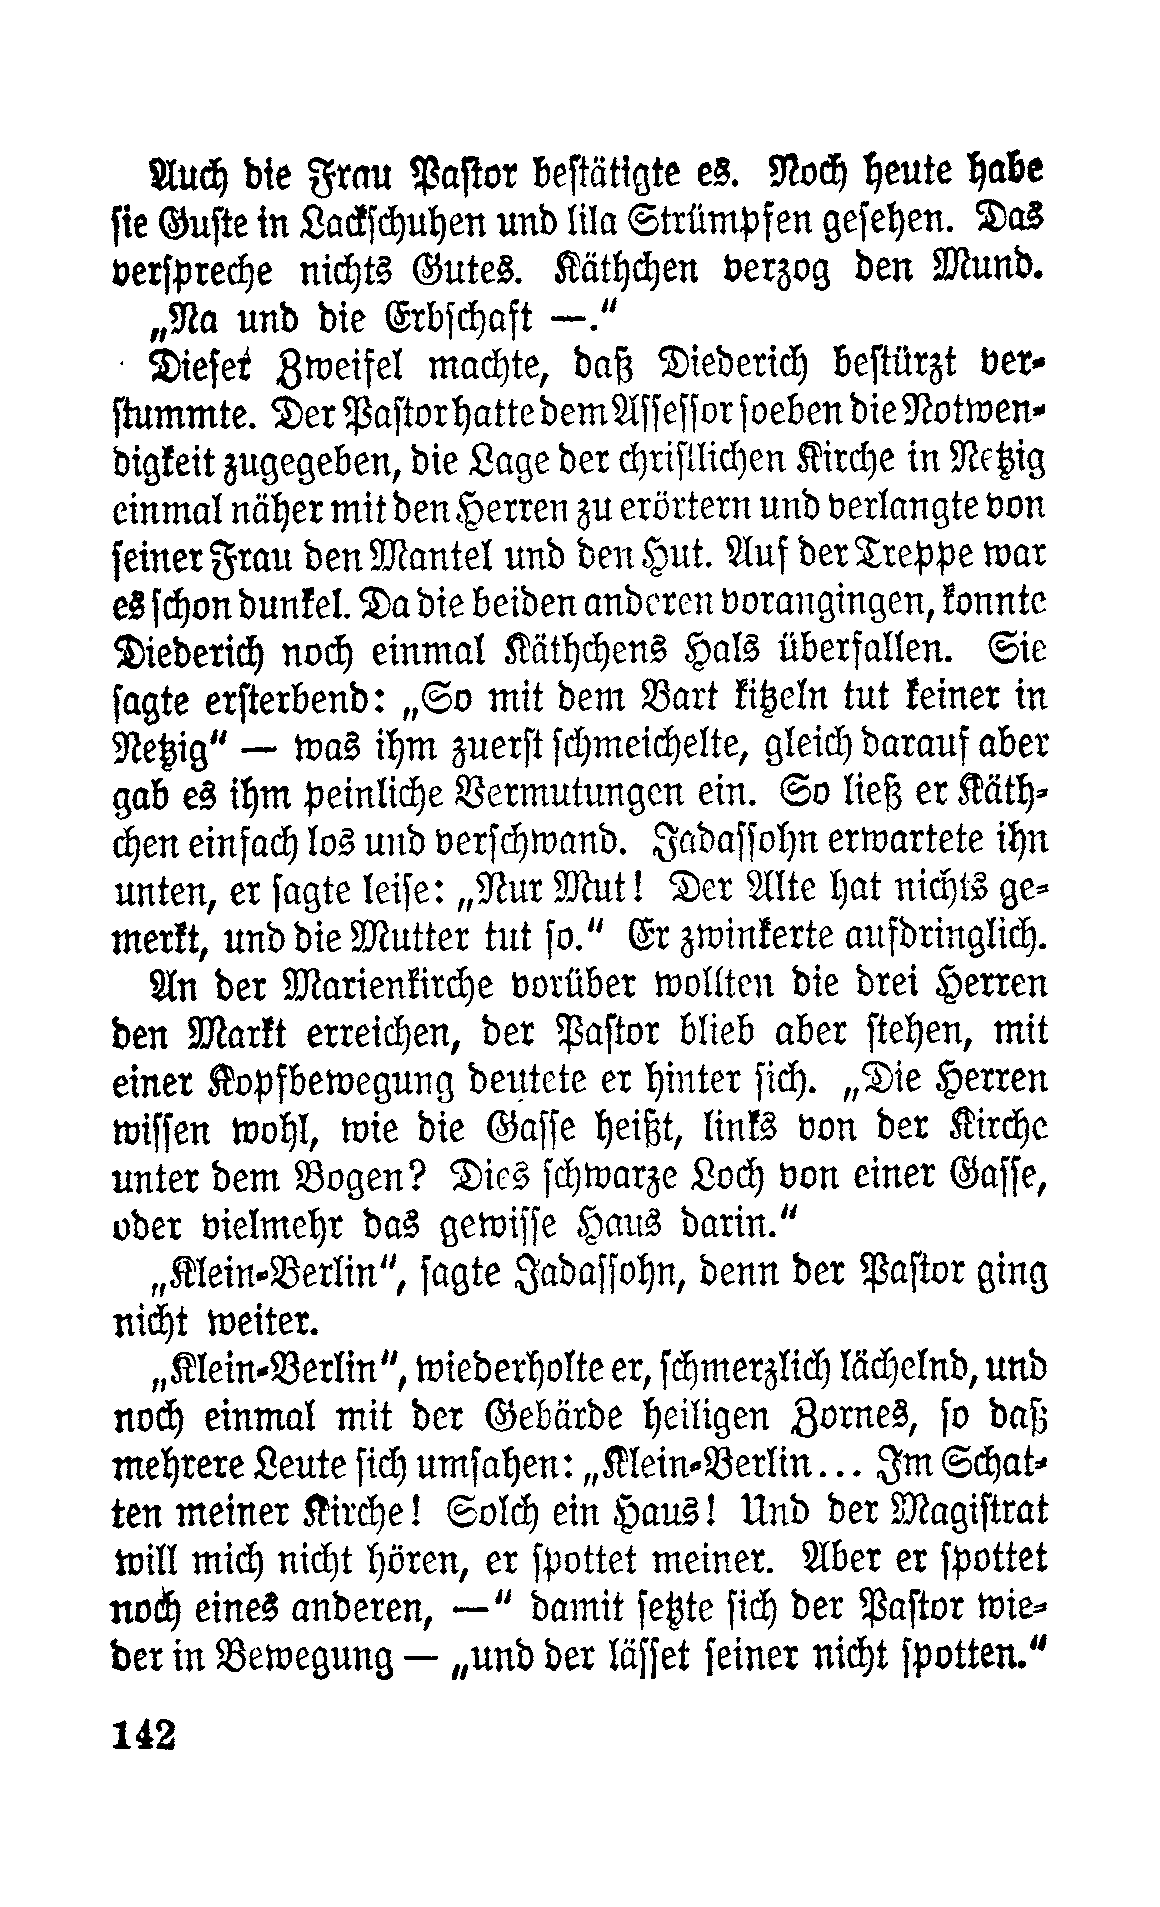 Auch die Frau Pastor bestätigte es. Noch heute habe
sie Guste in Lackschuhen und lila Strümpfen gesehen. Das
verspreche nichts Gutes. Käthchen verzog den Mund.
„Na und die Erbschaft —.“
Dieser Zweifel machte, daß Diederich bestürzt ver-
stummte. Der Pastor hatte dem Assessor soeben die Notwen-
digkeit zugegeben, die Lage der christlichen Kirche in Netzig
einmal näher mit den Herren zu erörtern und verlangte von
seiner Frau den Mantel und den Hut. Auf der Treppe war
es schon dunkel. Da die beiden anderen vorangingen, konnte
Diederich noch einmal Käthchens Hals überfallen. Sie
sagte ersterbend: „So mit dem Bart kitzeln tut keiner in
Netzig“ — was ihm zuerst schmeichelte, gleich darauf aber
gab es ihm peinliche Vermutungen ein. So ließ er Käth-
chen einfach los und verschwand. Jadassohn erwartete ihn
unten, er sagte leise: „Nur Mut! Der Alte hat nichts ge-
merkt, und die Mutter tut so.“ Er zwinkerte aufdringlich.
An der Marienkirche vorüber wollten die drei Herren
den Markt erreichen, der Pastor blieb aber stehen, mit
einer Kopfbewegung deutete er hinter sich. „Die Herren
wissen wohl, wie die Gasse heißt, links von der Kirche
unter dem Bogen? Dies schwarze Loch von einer Gasse,
oder vielmehr das gewisse Haus darin.“
„Klein-Berlin“, sagte Jadassohn, denn der Pastor ging
nicht weiter.
„Klein-Berlin“, wiederholte er, schmerzlich lächelnd, und
noch einmal mit der Gebärde heiligen Zornes, so daß
mehrere Leute sich umsahen: „Klein-Berlin... Im Schat-
ten meiner Kirche! Solch ein Haus! Und der Magistrat
will mich nicht hören, er spottet meiner. Aber er spottet
noch eines anderen, —“ damit setzte sich der Pastor wie-
der in Bewegung — „und der lässet seiner nicht spotten.“
142